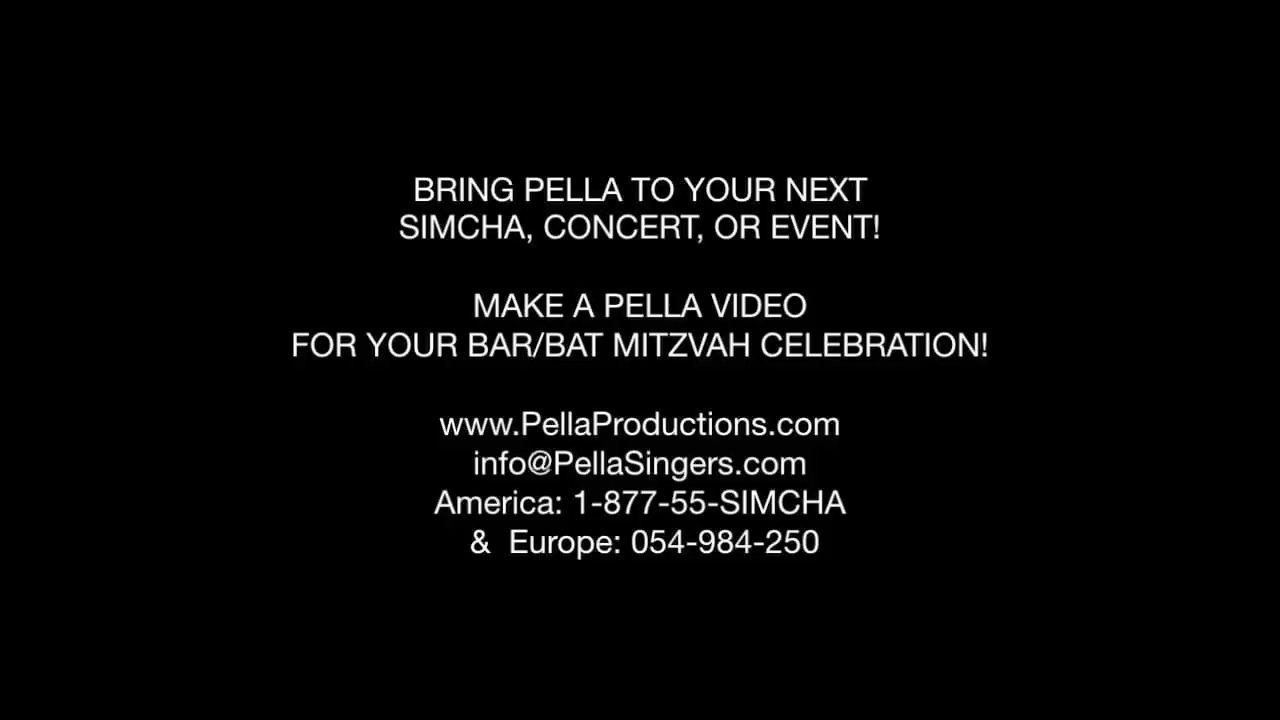 BRING PELLA TO YOUR NEXT
SIMCHA, CONCERT, OR EVENT!
MAKE A PELLA VIDEO
FOR YOUR BAR/BAT MITZVAH CELEBRATION!
www.PellaProductions.com
info@PellaSingers.com
America: 1-877-55-SIMCHA
& Europe: 054-984-250